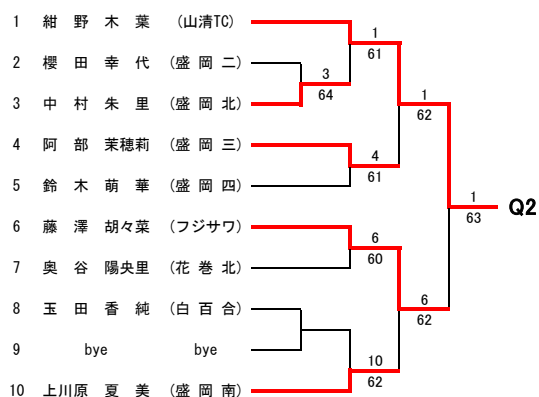 1 紺野木葉 (山清TC)
1
61
2 櫻田幸代 (盛岡二)
3
64
1
62
3 中村朱里 (盛岡北)
4 阿部茉穂莉 (盛岡三)
4
61
5 鈴木萌華 (盛岡四)
1
63
Q2
6 藤澤胡々菜 (フジサワ)
6
60
7 奥谷陽央里 (花巻北)
8 玉田香純 (白百合)
6
62
9 bye bye
10
62
10 上川原夏美 (盛岡南)